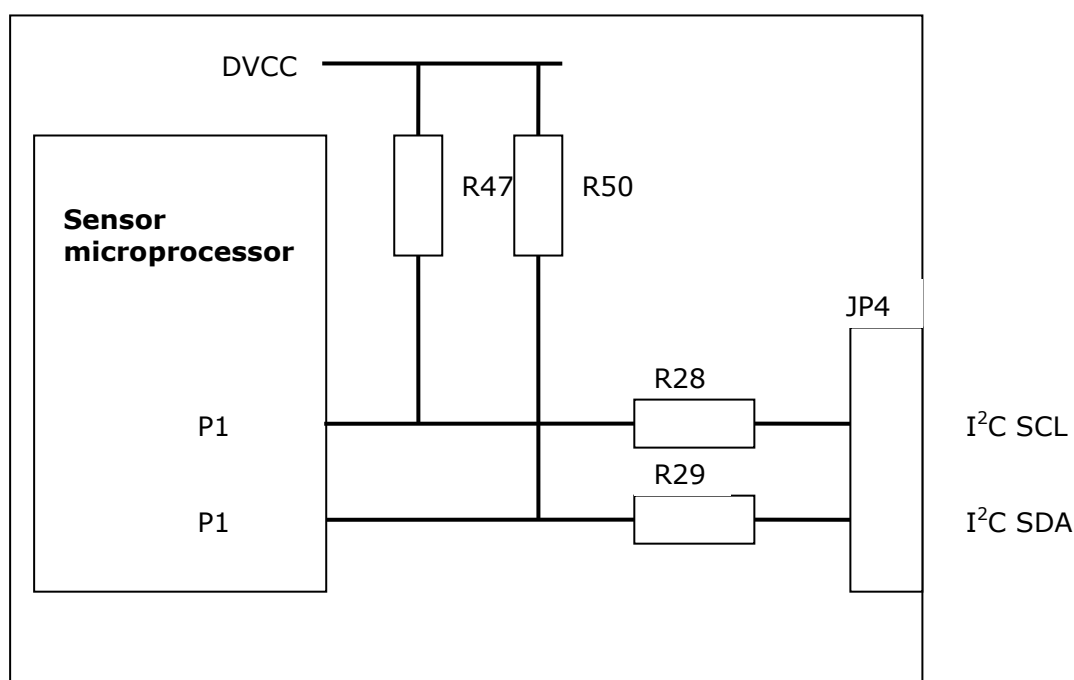 DVCC
R47
R50
Sensor
microprocessor
JP4
R28
P1
I²C SCL
R29
P1
I²C SDA